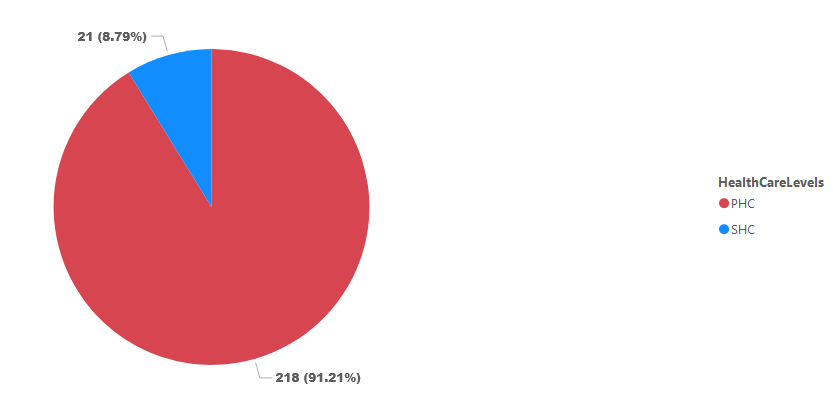 21 (8.79%)
218 (91.21%)
HealthCareLevels
PHC
SHC